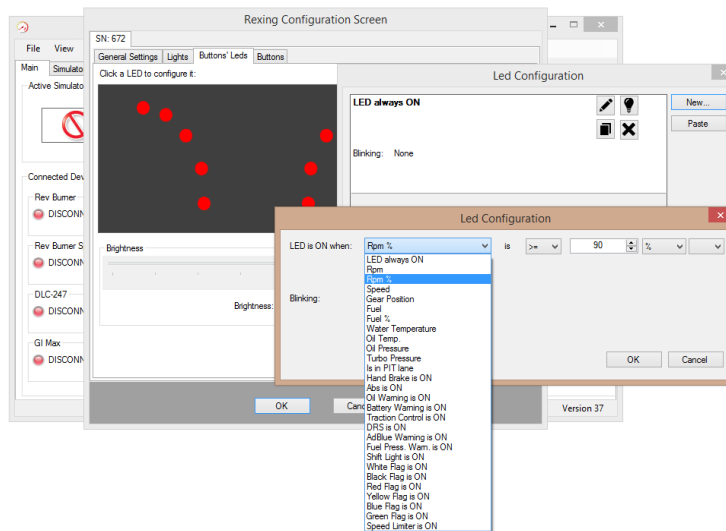 Rexing Configuration Screen
SN: 672
File View
Main Simulato
General Settings Lights Buttons' Leds Buttons
Click a LED to configure it:
Active Simulato
Led Configuration
LED always ON
New...
Paste
Blinking: None
Connected Dev
Rev Burner
DISCONN
Rev Burner S
DISCONN
DLC-247
DISCONN
GI Max
DISCONN
Brightness
Brightness:
OK
Canc
Version 37
Led Configuration
LED is ON when: Rpm % is >= 90 %
Blinking:
OK Cancel
LED always ON
Rpm
Rpm %
Speed
Gear Position
Fuel
Fuel %
Water Temperature
Oil Temp.
Oil Pressure
Turbo Pressure
Is in PIT lane
Hand Brake is ON
Abs is ON
Oil Warning is ON
Battery Warning is ON
Traction Control is ON
DRS is ON
AdBlue Warning is ON
Fuel Press. Warn. is ON
Shift Light is ON
White Flag is ON
Black Flag is ON
Red Flag is ON
Yellow Flag is ON
Blue Flag is ON
Green Flag is ON
Speed Limiter is ON